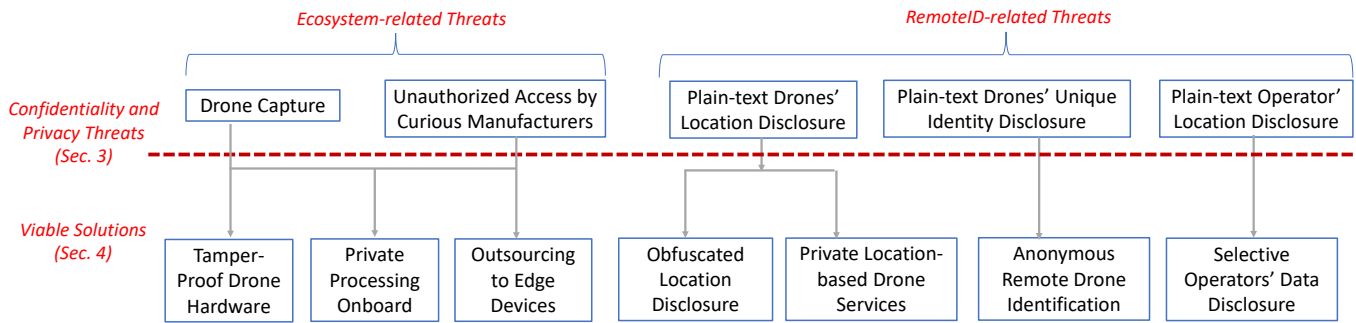 Ecosystem-related Threats
RemoteID-related Threats
Confidentiality and
Privacy Threats
(Sec. 3)
Drone Capture
Unauthorized Access by
Curious Manufacturers
Plain-text Drones'
Location Disclosure
Plain-text Drones' Unique
Identity Disclosure
Plain-text Operator'
Location Disclosure
Viable Solutions
(Sec. 4)
Tamper-
Proof Drone
Hardware
Private
Processing
Onboard
Outsourcing
to Edge
Devices
Obfuscated
Location
Disclosure
Private Location-
based Drone
Services
Anonymous
Remote Drone
Identification
Selective
Operators' Data
Disclosure